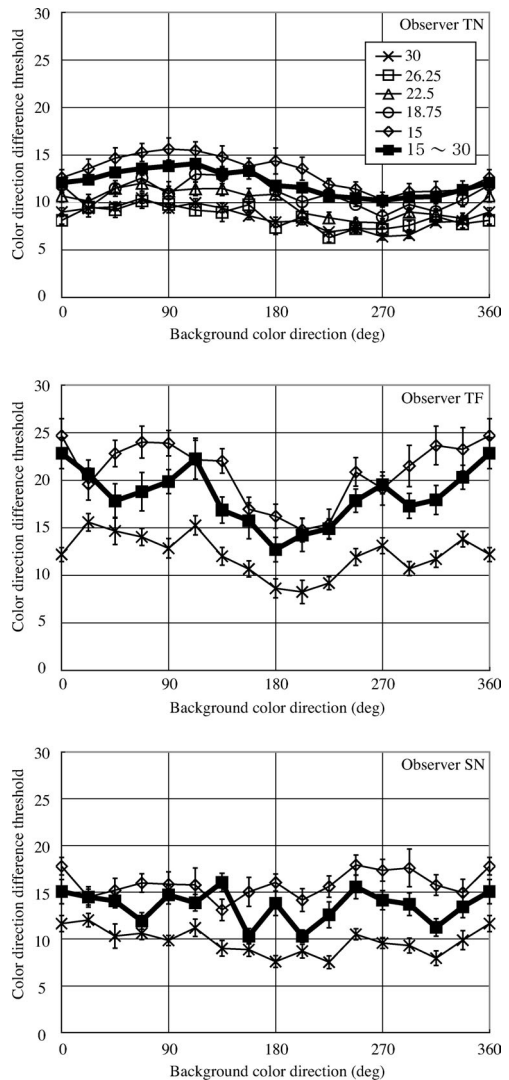 Observer TN
Color direction difference threshold
30
25
20
15
10
5
0
30
26.25
22.5
18.75
15
15 ～ 30
0 90 180 270 360
Background color direction (deg)
Observer TF
Color direction difference threshold
30
25
20
15
10
5
0
0 90 180 270 360
Background color direction (deg)
Observer SN
Color direction difference threshold
30
25
20
15
10
5
0
0 90 180 270 360
Background color direction (deg)